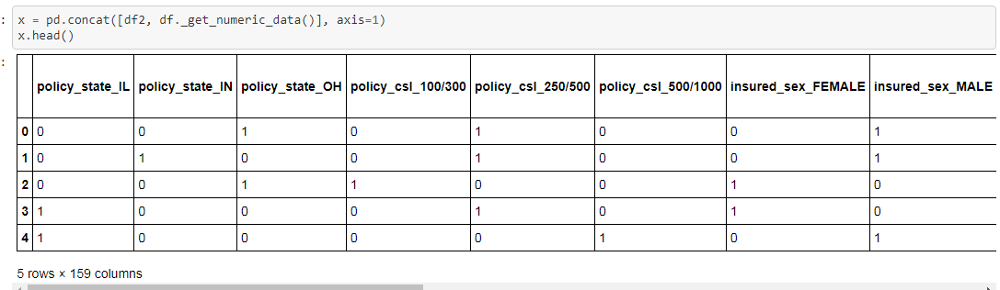 : x = pd.concat([df2, df._get_numeric_data()], axis=1)
x.head()
:
policy_state_IL policy_state_IN policy_state_OH policy_csl_100/300 policy_csl_250/500 policy_csl_500/1000 insured_sex_FEMALE insured_sex_MALE
0 0 0 1 0 1 0 0 1
1 0 1 0 0 1 0 0 1
2 0 0 1 1 0 0 1 0
3 1 0 0 0 1 0 1 0
4 1 0 0 0 0 1 0 1
5 rows × 159 columns